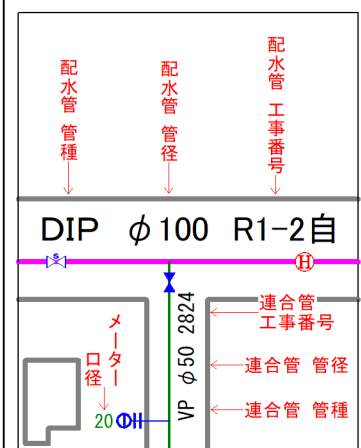 配水管 管種
配水管 管径
配水管 工事番号
DIP φ100 R1-2自
S
H
VP φ50 2824
連合管
工事番号
連合管 管径
連合管 管種
メーター
口径
20